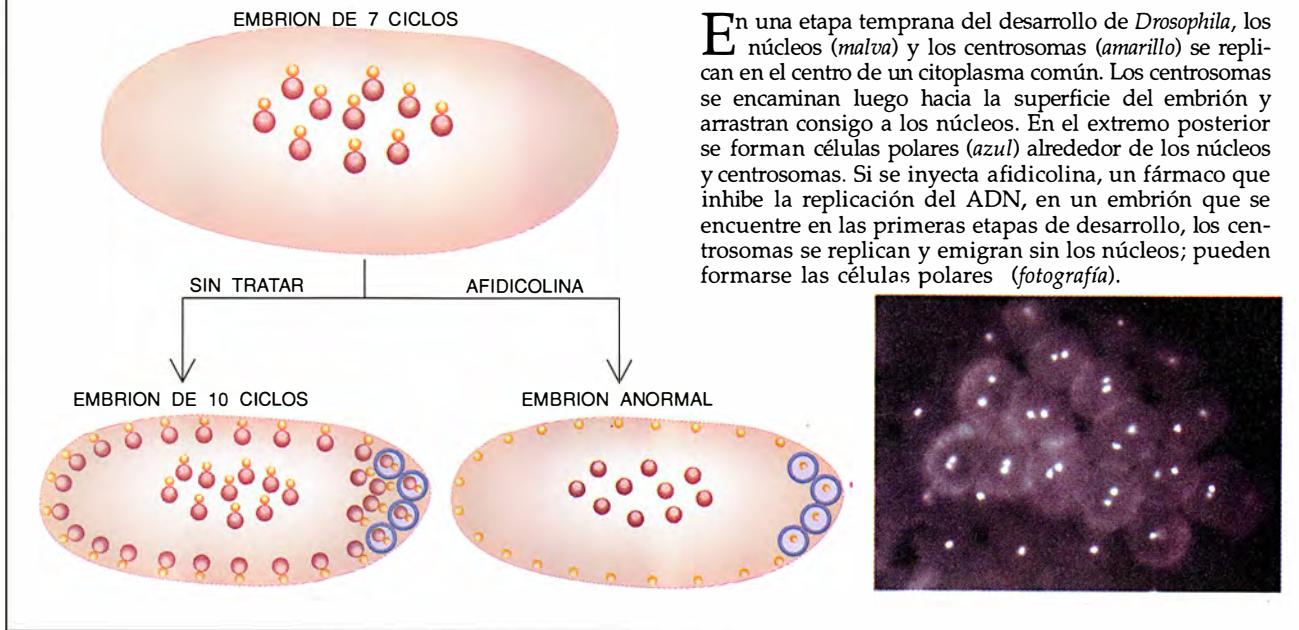 EMBRION DE 7 CICLOS
En una etapa temprana del desarrollo de Drosophila, los
núcleos (malva) y los centrosomas (amarillo) se repli-
can en el centro de un citoplasma común. Los centrosomas
se encaminan luego hacia la superficie del embrión y
arrastran consigo a los núcleos. En el extremo posterior
se forman células polares (azul) alrededor de los núcleos
y centrosomas. Si se inyecta afidicolina, un fármaco que
inhibe la replicación del ADN, en un embrión que se
encuentre en las primeras etapas de desarrollo, los cen-
trosomas se replican y emigran sin los núcleos; pueden
formarse las células polares (fotografía).
SIN TRATAR
AFIDICOLINA
EMBRION DE 10 CICLOS
EMBRION ANORMAL